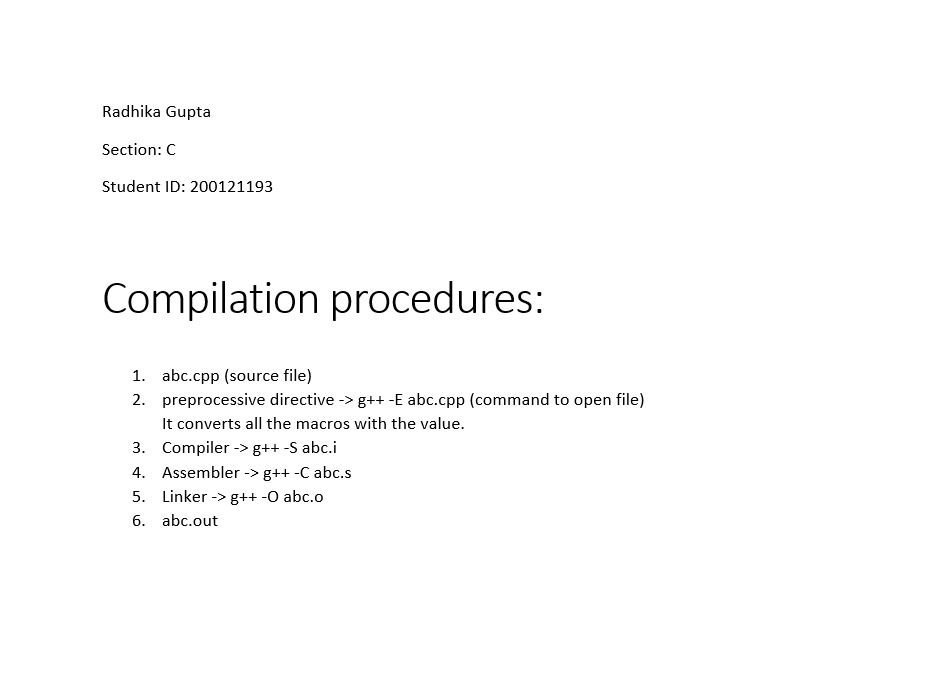 Radhika Gupta
Section: C
Student ID: 200121193
Compilation procedures:
1. abc.cpp (source file)
2. preprocessive directive -> g++ -E abc.cpp (command to open file)
It converts all the macros with the value.
3. Compiler -> g++ -S abc.i
4. Assembler -> g++ -C abc.s
5. Linker -> g++ -O abc.o
6. abc.out